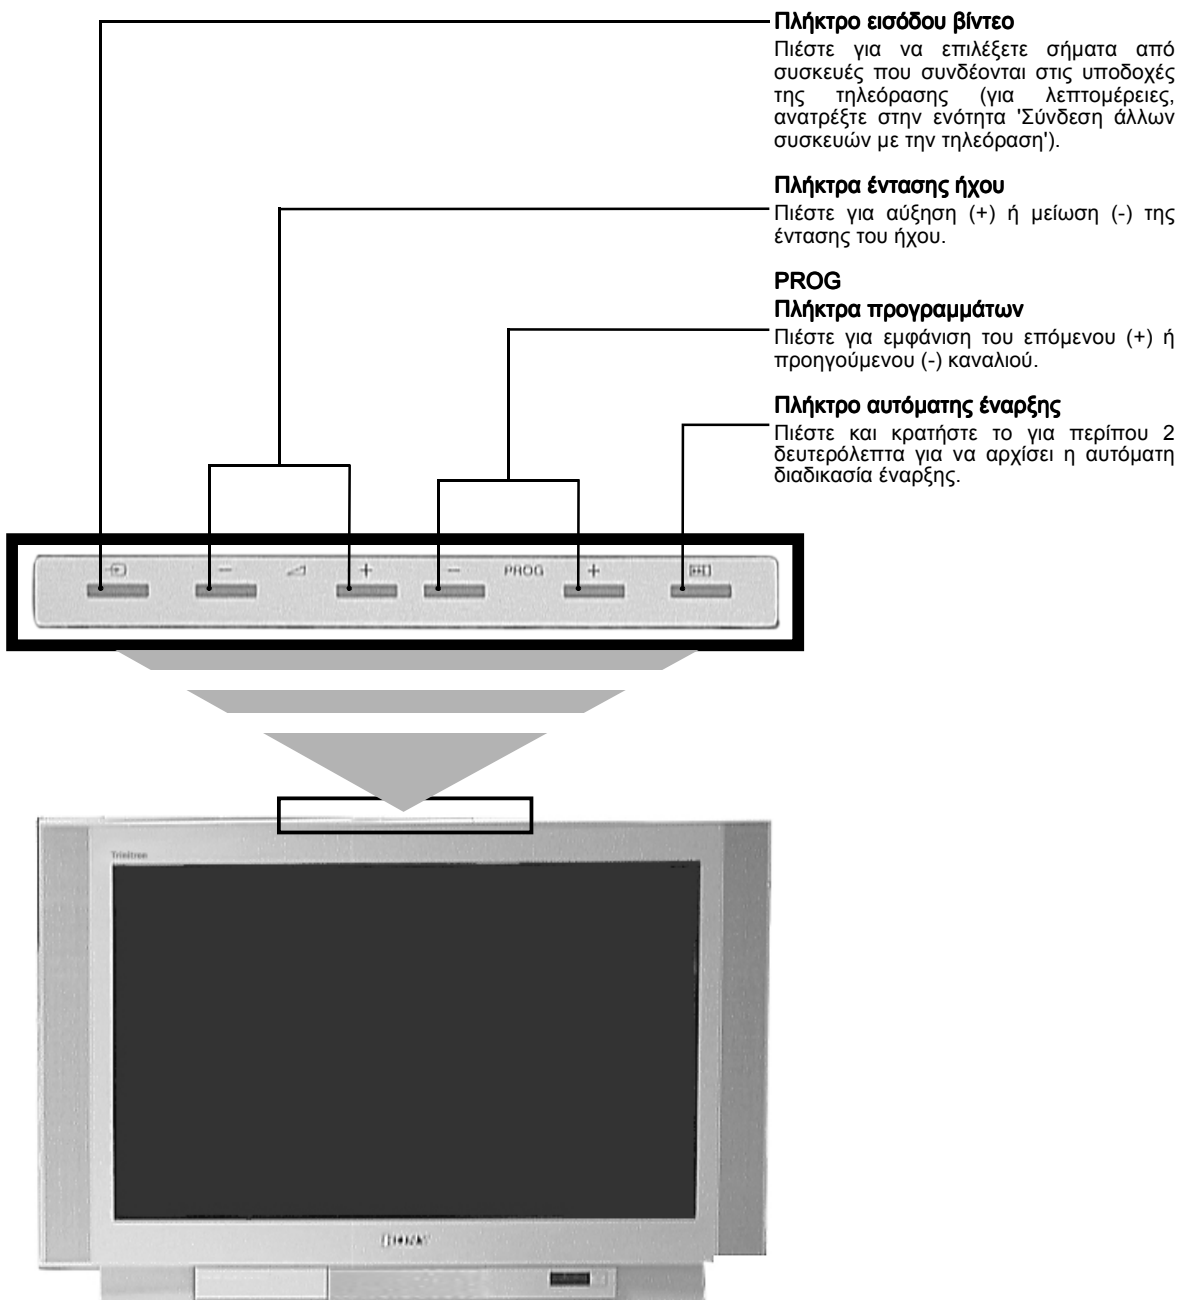 Πλήκτρο εισόδου βίντεο
Πιέστε για να επιλέξετε σήματα από
συσκευές που συνδέονται στις υποδοχές
της τηλεόρασης (για λεπτομέρειες,
ανατρέξτε στην ενότητα 'Σύνδεση άλλων
συσκευών με την τηλεόραση').
Πλήκτρα έντασης ήχου
Πιέστε για αύξηση (+) ή μείωση (-) της
έντασης του ήχου.
PROG
Πλήκτρα προγραμμάτων
Πιέστε για εμφάνιση του επόμενου (+) ή
προηγούμενου (-) καναλιού.
Πλήκτρο αυτόματης έναρξης
Πιέστε και κρατήστε το για περίπου 2
δευτερόλεπτα για να αρχίσει η αυτόματη
διαδικασία έναρξης.
− + − PROG +
Trinitron